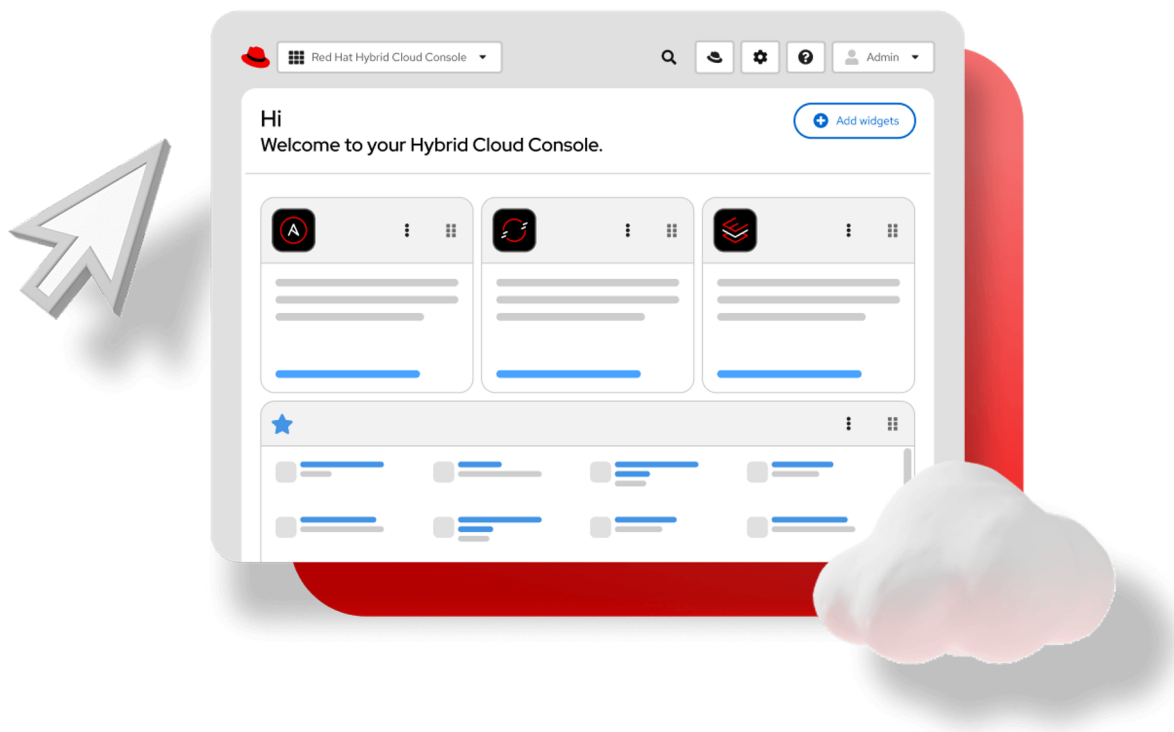 Red Hat Hybrid Cloud Console
Admin
Hi
Add widgets
Welcome to your Hybrid Cloud Console.